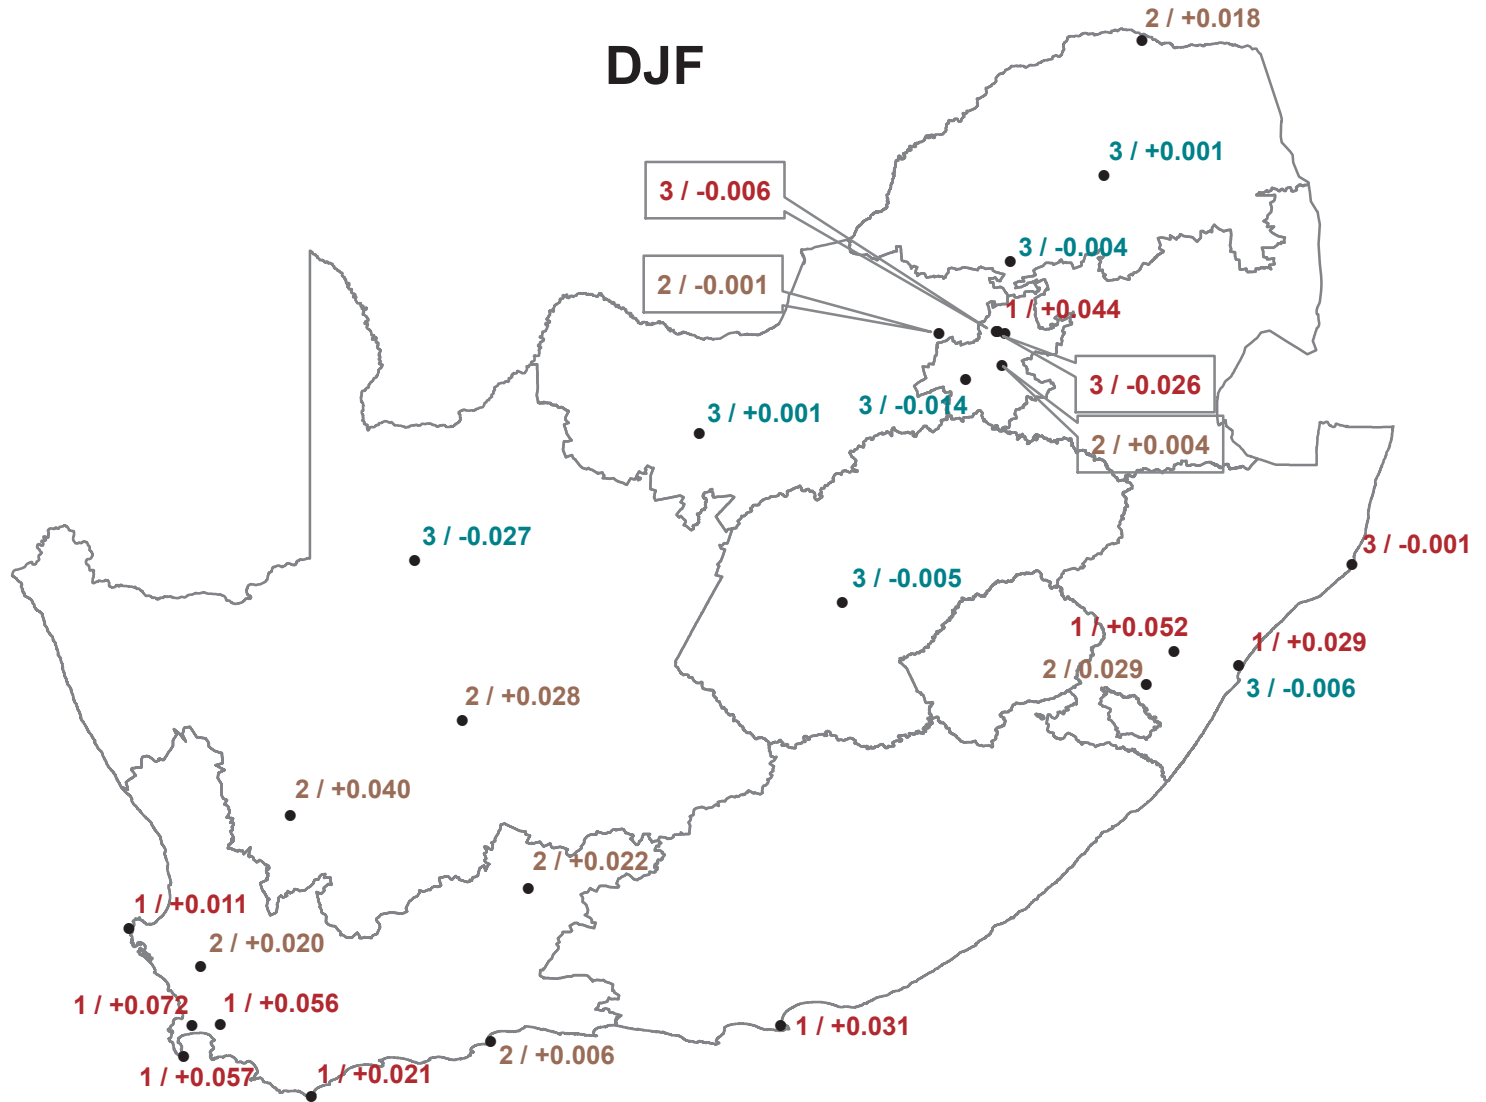 2 / +0.018
DJF
3 / +0.001
3 / -0.006
3 / -0.004
2 / -0.001
1 / +0.044
3 / -0.026
3 / -0.014
3 / +0.001
2 / +0.004
3 / -0.027
3 / -0.001
3 / -0.005
1 / +0.052
1 / +0.029
2 / 0.029
3 / -0.006
2 / +0.028
2 / +0.040
2 / +0.022
1 / +0.011
2 / +0.020
1 / +0.072
1 / +0.056
1 / +0.031
2 / +0.006
1 / +0.057
1 / +0.021